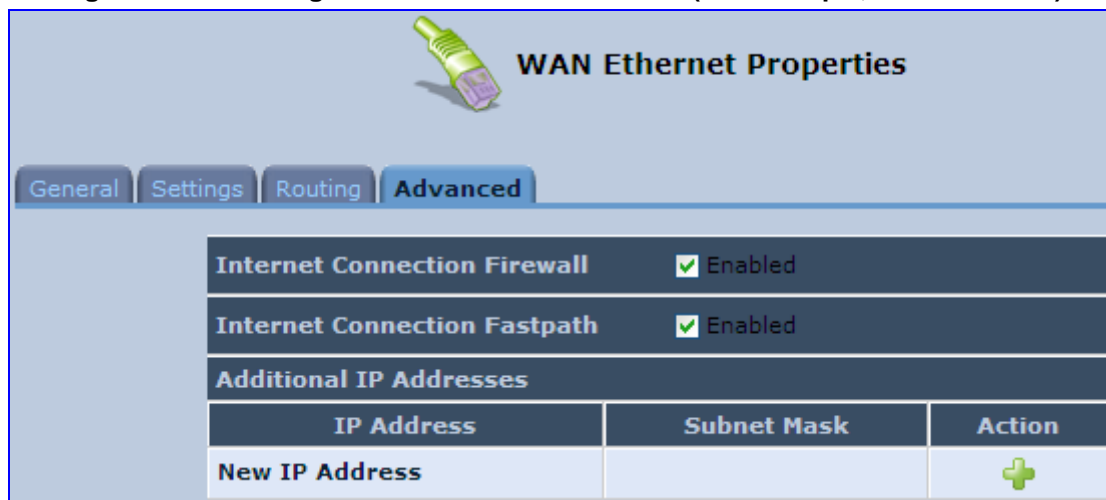 WAN Ethernet Properties
General Settings Routing Advanced
Internet Connection Firewall Enabled
Internet Connection Fastpath Enabled
Additional IP Addresses
IP Address Subnet Mask Action
New IP Address